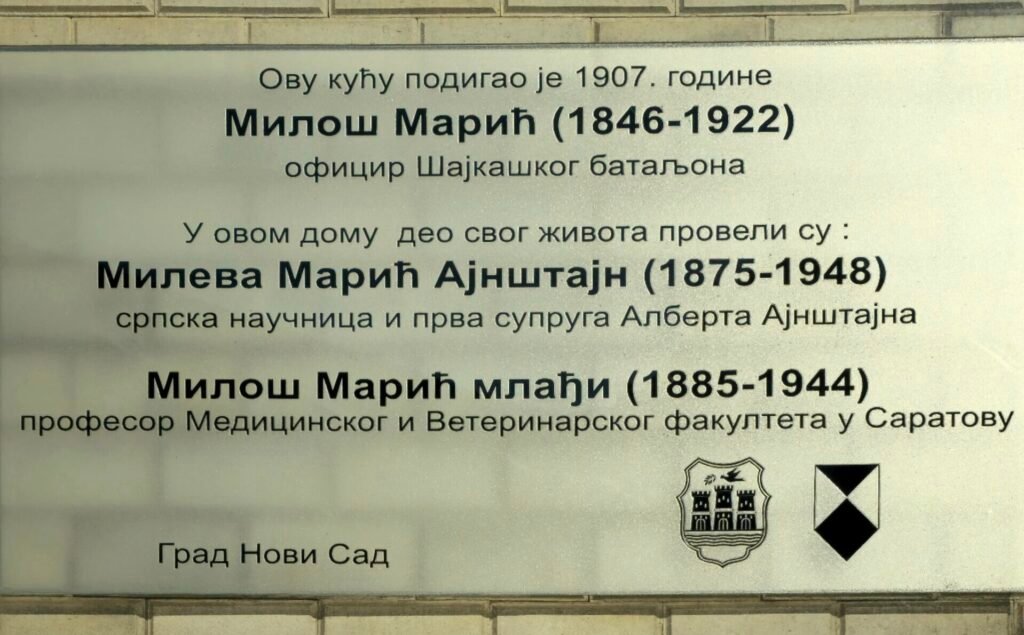 Ову кућу подигао је 1907. године
Милош Марић (1846-1922)
официр Шајкашког батаљона
У овом дому део свог живота провели су :
Милева Марић Ајнштајн (1875-1948)
српска научница и прва супруга Алберта Ајнштајна
Милош Марић млађи (1885-1944)
професор Медицинског и Ветеринарског факултета у Саратову
Град Нови Сад